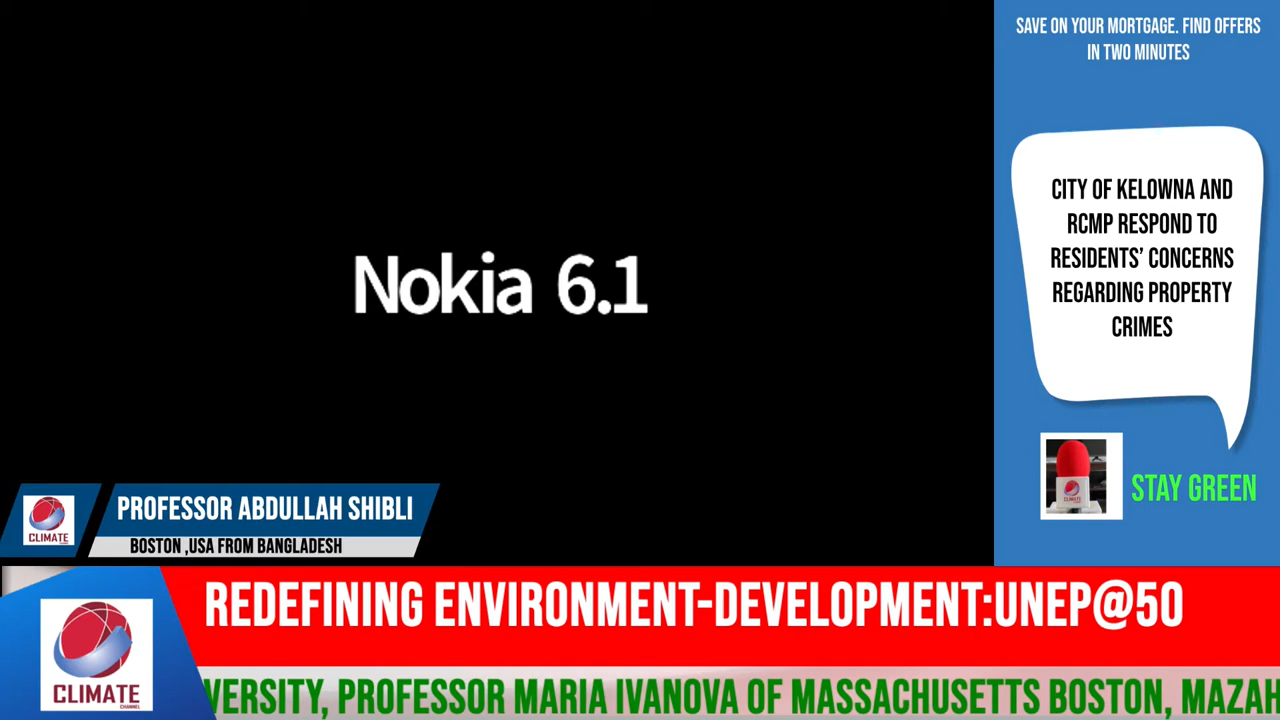 SAVE ON YOUR MORTGAGE. FIND OFFERS
IN TWO MINUTES
CITY OF KELOWNA AND
RCMP RESPOND TO
RESIDENTS' CONCERNS
REGARDING PROPERTY
CRIMES
Nokia 6.1
STAY GREEN
CLIMATE
PROFESSOR ABDULLAH SHIBLI
BOSTON ,USA FROM BANGLADESH
REDEFINING ENVIRONMENT-DEVELOPMENT:UNEP@50
CLIMATE
CHANNEL
VERSITY, PROFESSOR MARIA IVANOVA OF MASSACHUSETTS BOSTON, MAZAH